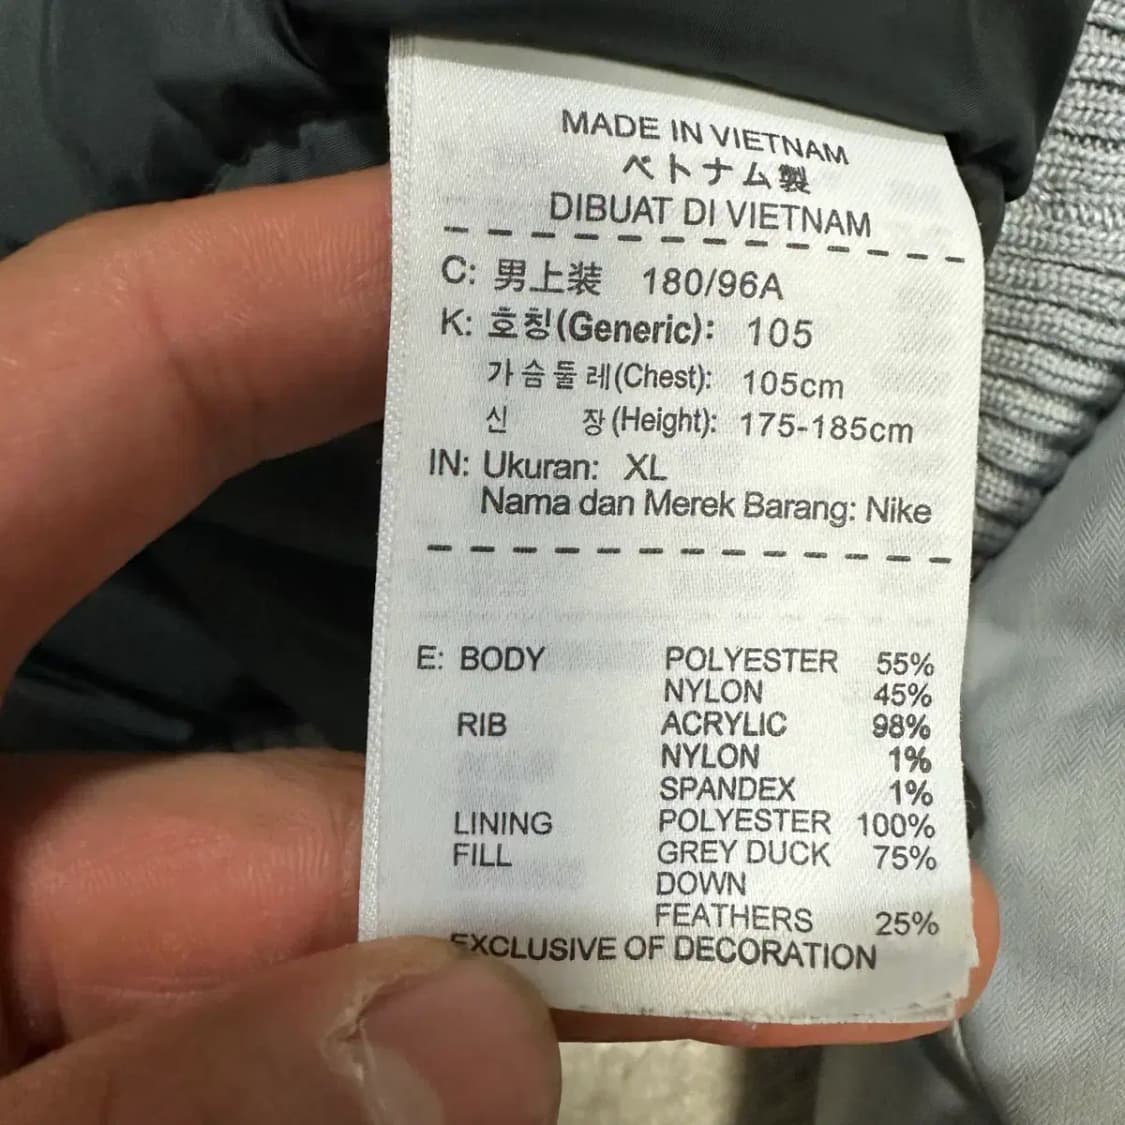 MADE IN VIETNAM
ベトナム製
DIBUAT DI VIETNAM
C: 男上装 180/96A
K: 호칭(Generic): 105
가슴둘레(Chest): 105cm
신 장(Height): 175-185cm
IN: Ukuran: XL
Nama dan Merek Barang: Nike
E: BODY POLYESTER 55%
NYLON 45%
RIB ACRYLIC 98%
NYLON 1%
SPANDEX 1%
LINING POLYESTER 100%
FILL GREY DUCK 75%
DOWN
FEATHERS 25%
EXCLUSIVE OF DECORATION